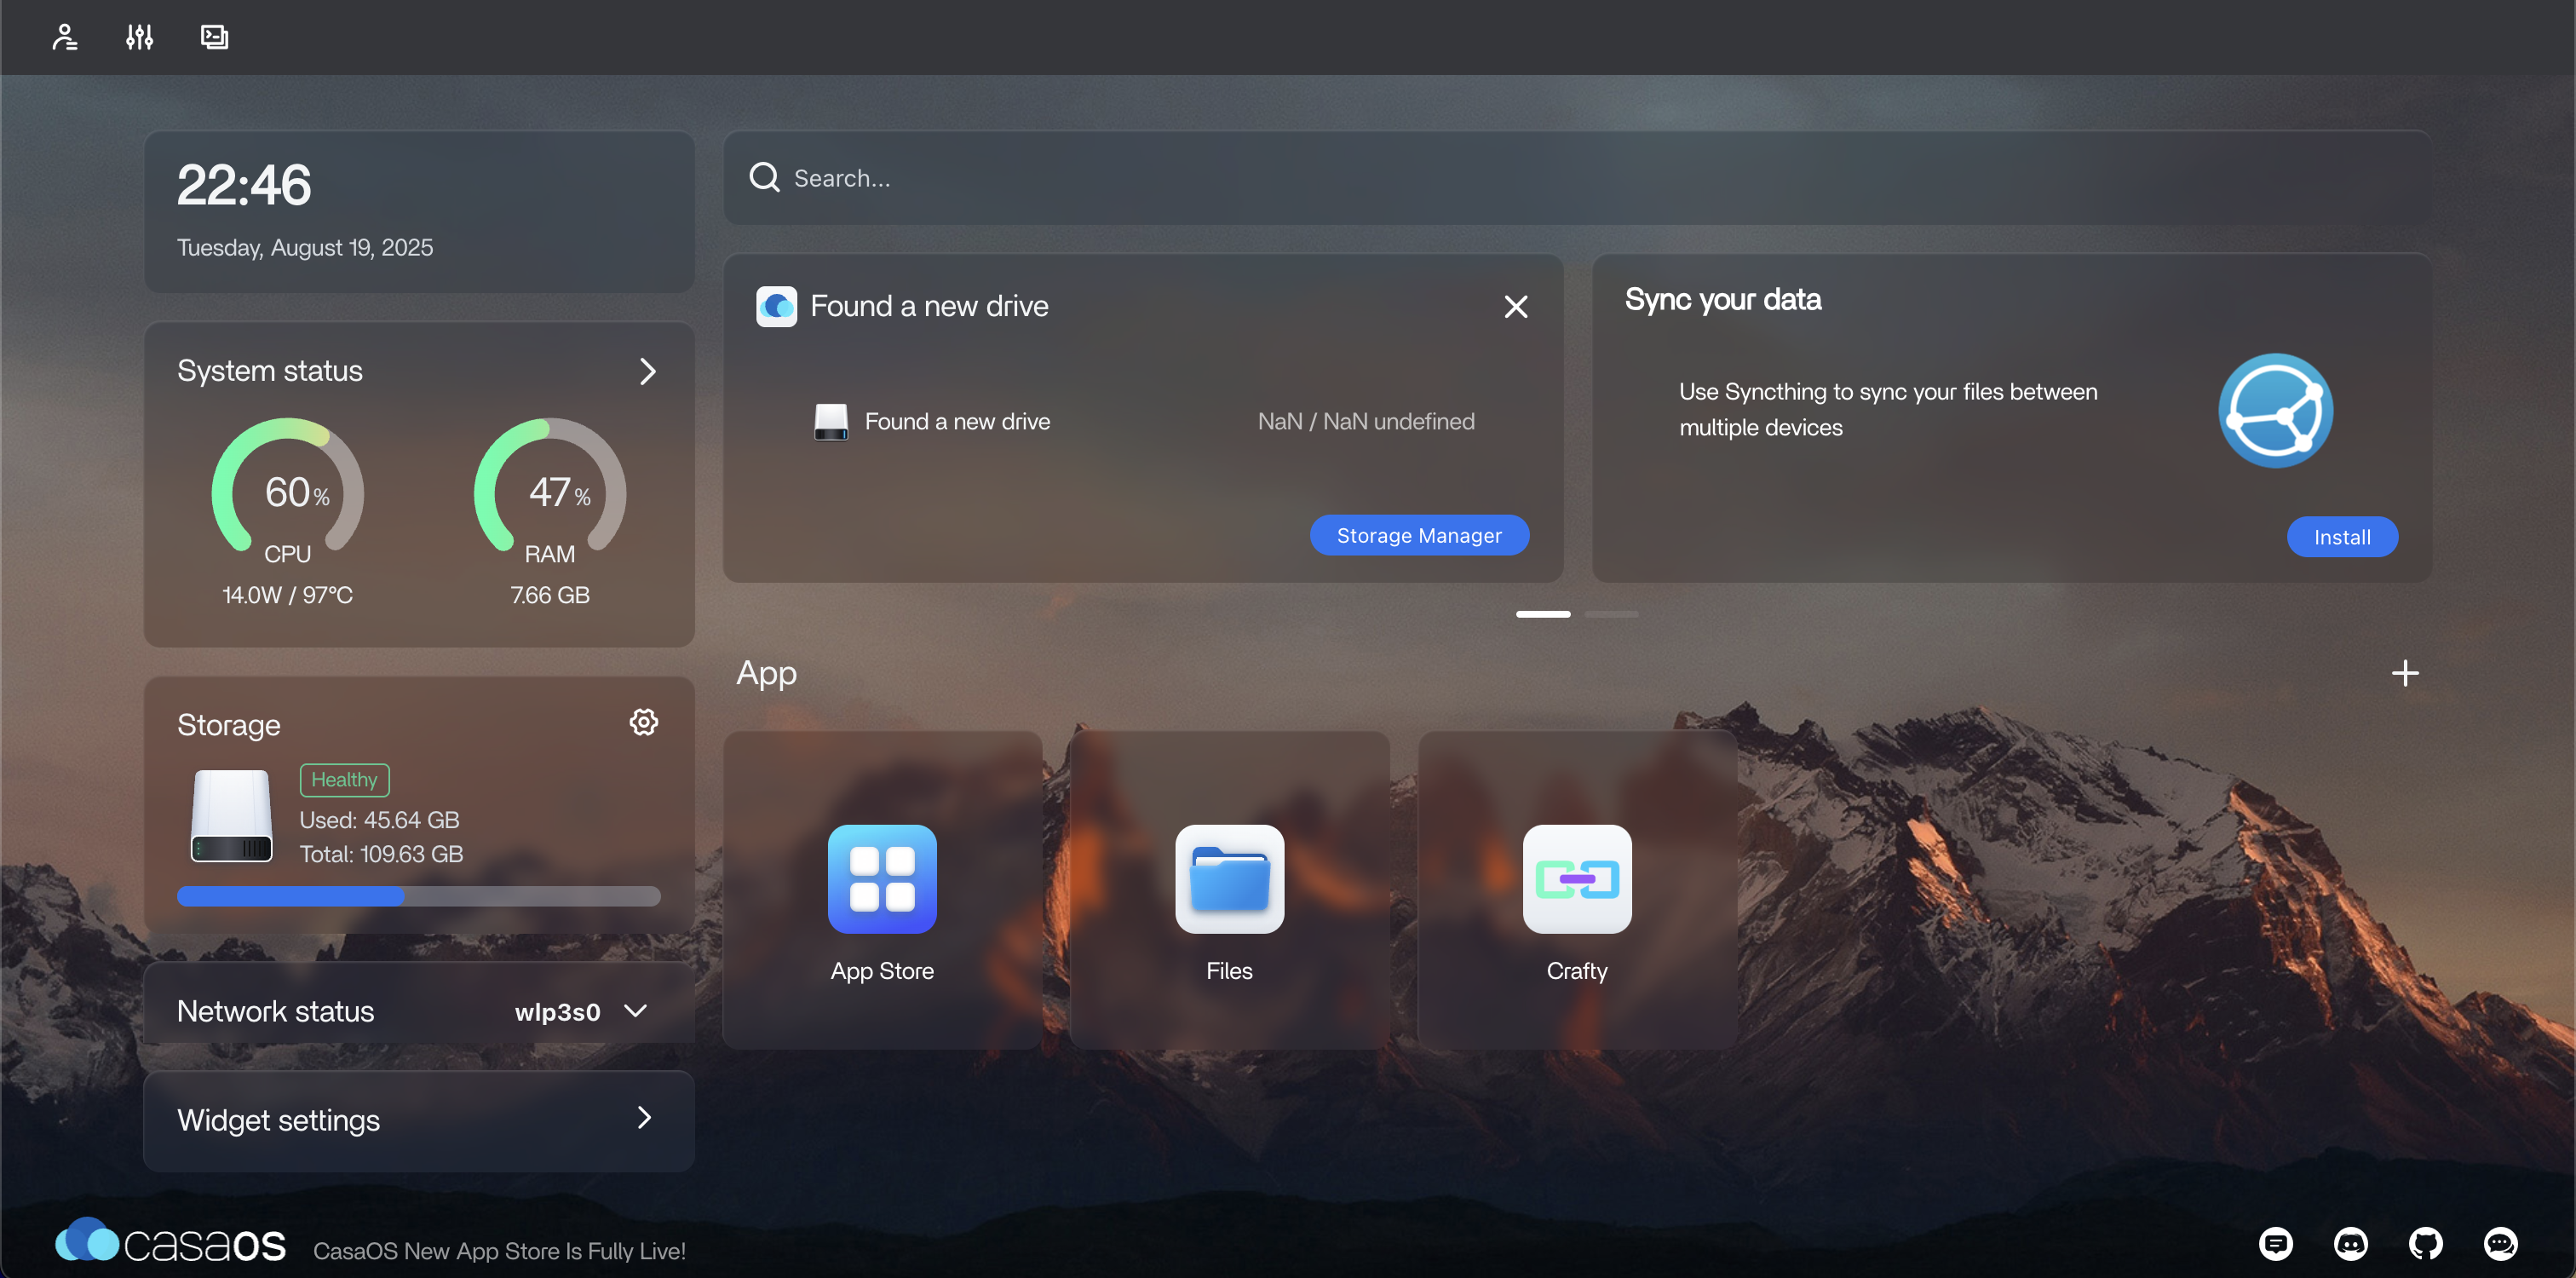 22:46
Tuesday, August 19, 2025
System status
60%
CPU
14.0W / 97°C
47%
RAM
7.66 GB
Storage
Healthy
Used: 45.64 GB
Total: 109.63 GB
Network status
wlp3s0
Widget settings
Search...
Found a new drive
Found a new drive
NaN / NaN undefined
Storage Manager
Sync your data
Use Syncthing to sync your files between
multiple devices
Install
App
App Store
Files
Crafty
casaOS
CasaOS New App Store Is Fully Live!